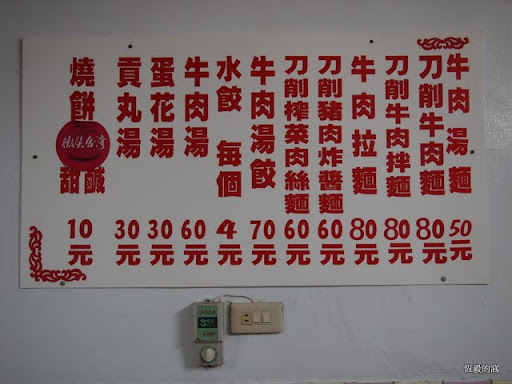 牛肉湯麵 50元
刀削牛肉麵 80元
刀削牛肉拌麵 80元
牛肉拉麵 80元
刀削豬肉炸醬麵 60元
刀削榨菜肉絲麵 60元
牛肉湯餃 70元
水餃 每個 4元
牛肉湯 60元
蛋花湯 30元
貢丸湯 30元
燒餅 甜鹹 10元
微笑台灣